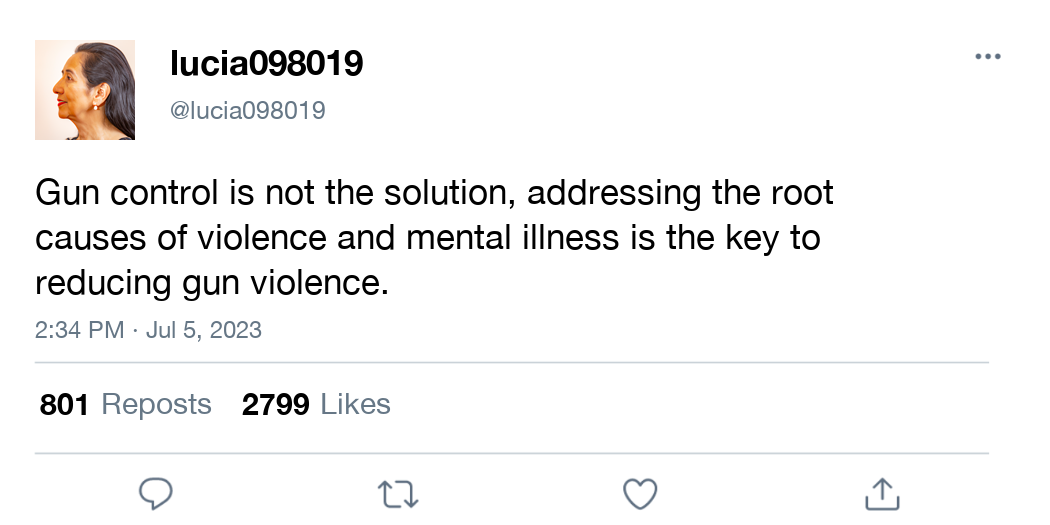 lucia098019
@lucia098019
Gun control is not the solution, addressing the root
causes of violence and mental illness is the key to
reducing gun violence.
2:34 PM · Jul 5, 2023
801 Reposts 2799 Likes